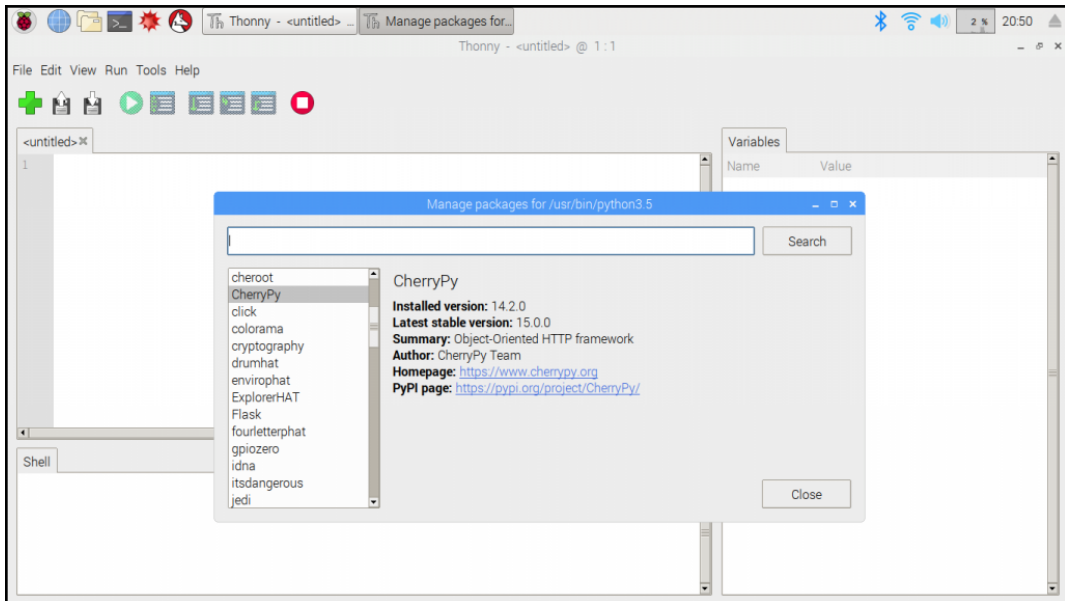 Thonny - <untitled> ... Manage packages for...
2 % 20:50
Thonny - <untitled> @ 1 : 1
File Edit View Run Tools Help
<untitled>
1
Variables
Name Value
Manage packages for /usr/bin/python3.5
Search
cheroot
CherryPy
click
colorama
cryptography
drumhat
envirophat
ExplorerHAT
Flask
fourletterphat
gpiozero
idna
itsdangerous
jedi
CherryPy
Installed version: 14.2.0
Latest stable version: 15.0.0
Summary: Object-Oriented HTTP framework
Author: CherryPy Team
Homepage: https://www.cherrypy.org
PyPI page: https://pypi.org/project/CherryPy/
Close
Shell